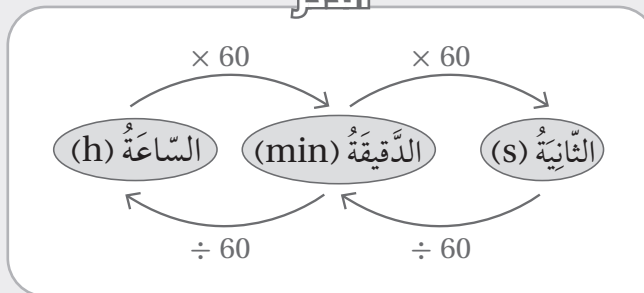 × 60 × 60
السّاعَةُ (h) الدَّقيقَةُ (min) الثّانِيَةُ (s)
÷ 60 ÷ 60